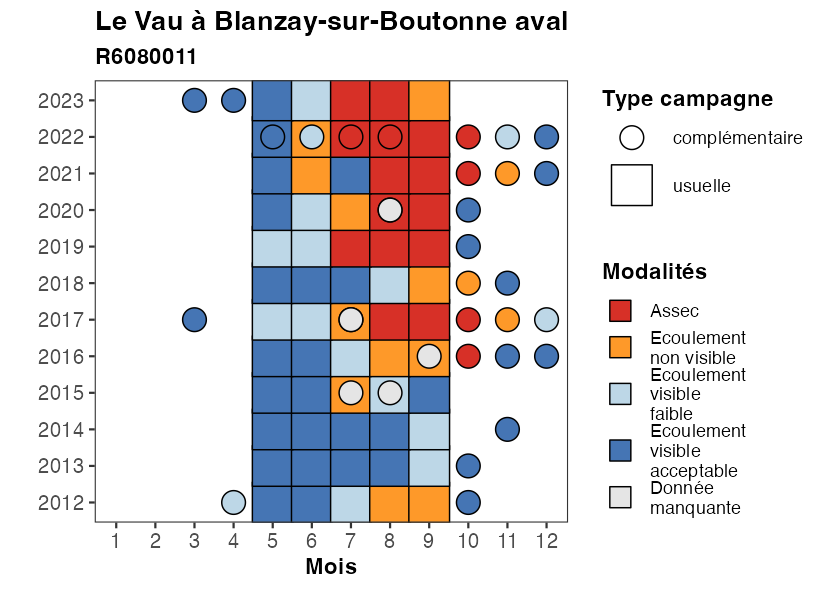 Le Vau à Blanzay-sur-Boutonne aval
R6080011
2023
2022
2021
2020
2019
2018
2017
2016
2015
2014
2013
2012
1 2 3 4 5 6 7 8 9 10 11 12
Mois
Type campagne
complémentaire
usuelle
Modalités
Assec
Ecoulement
non visible
Ecoulement
visible
faible
Ecoulement
visible
acceptable
Donnée
manquante